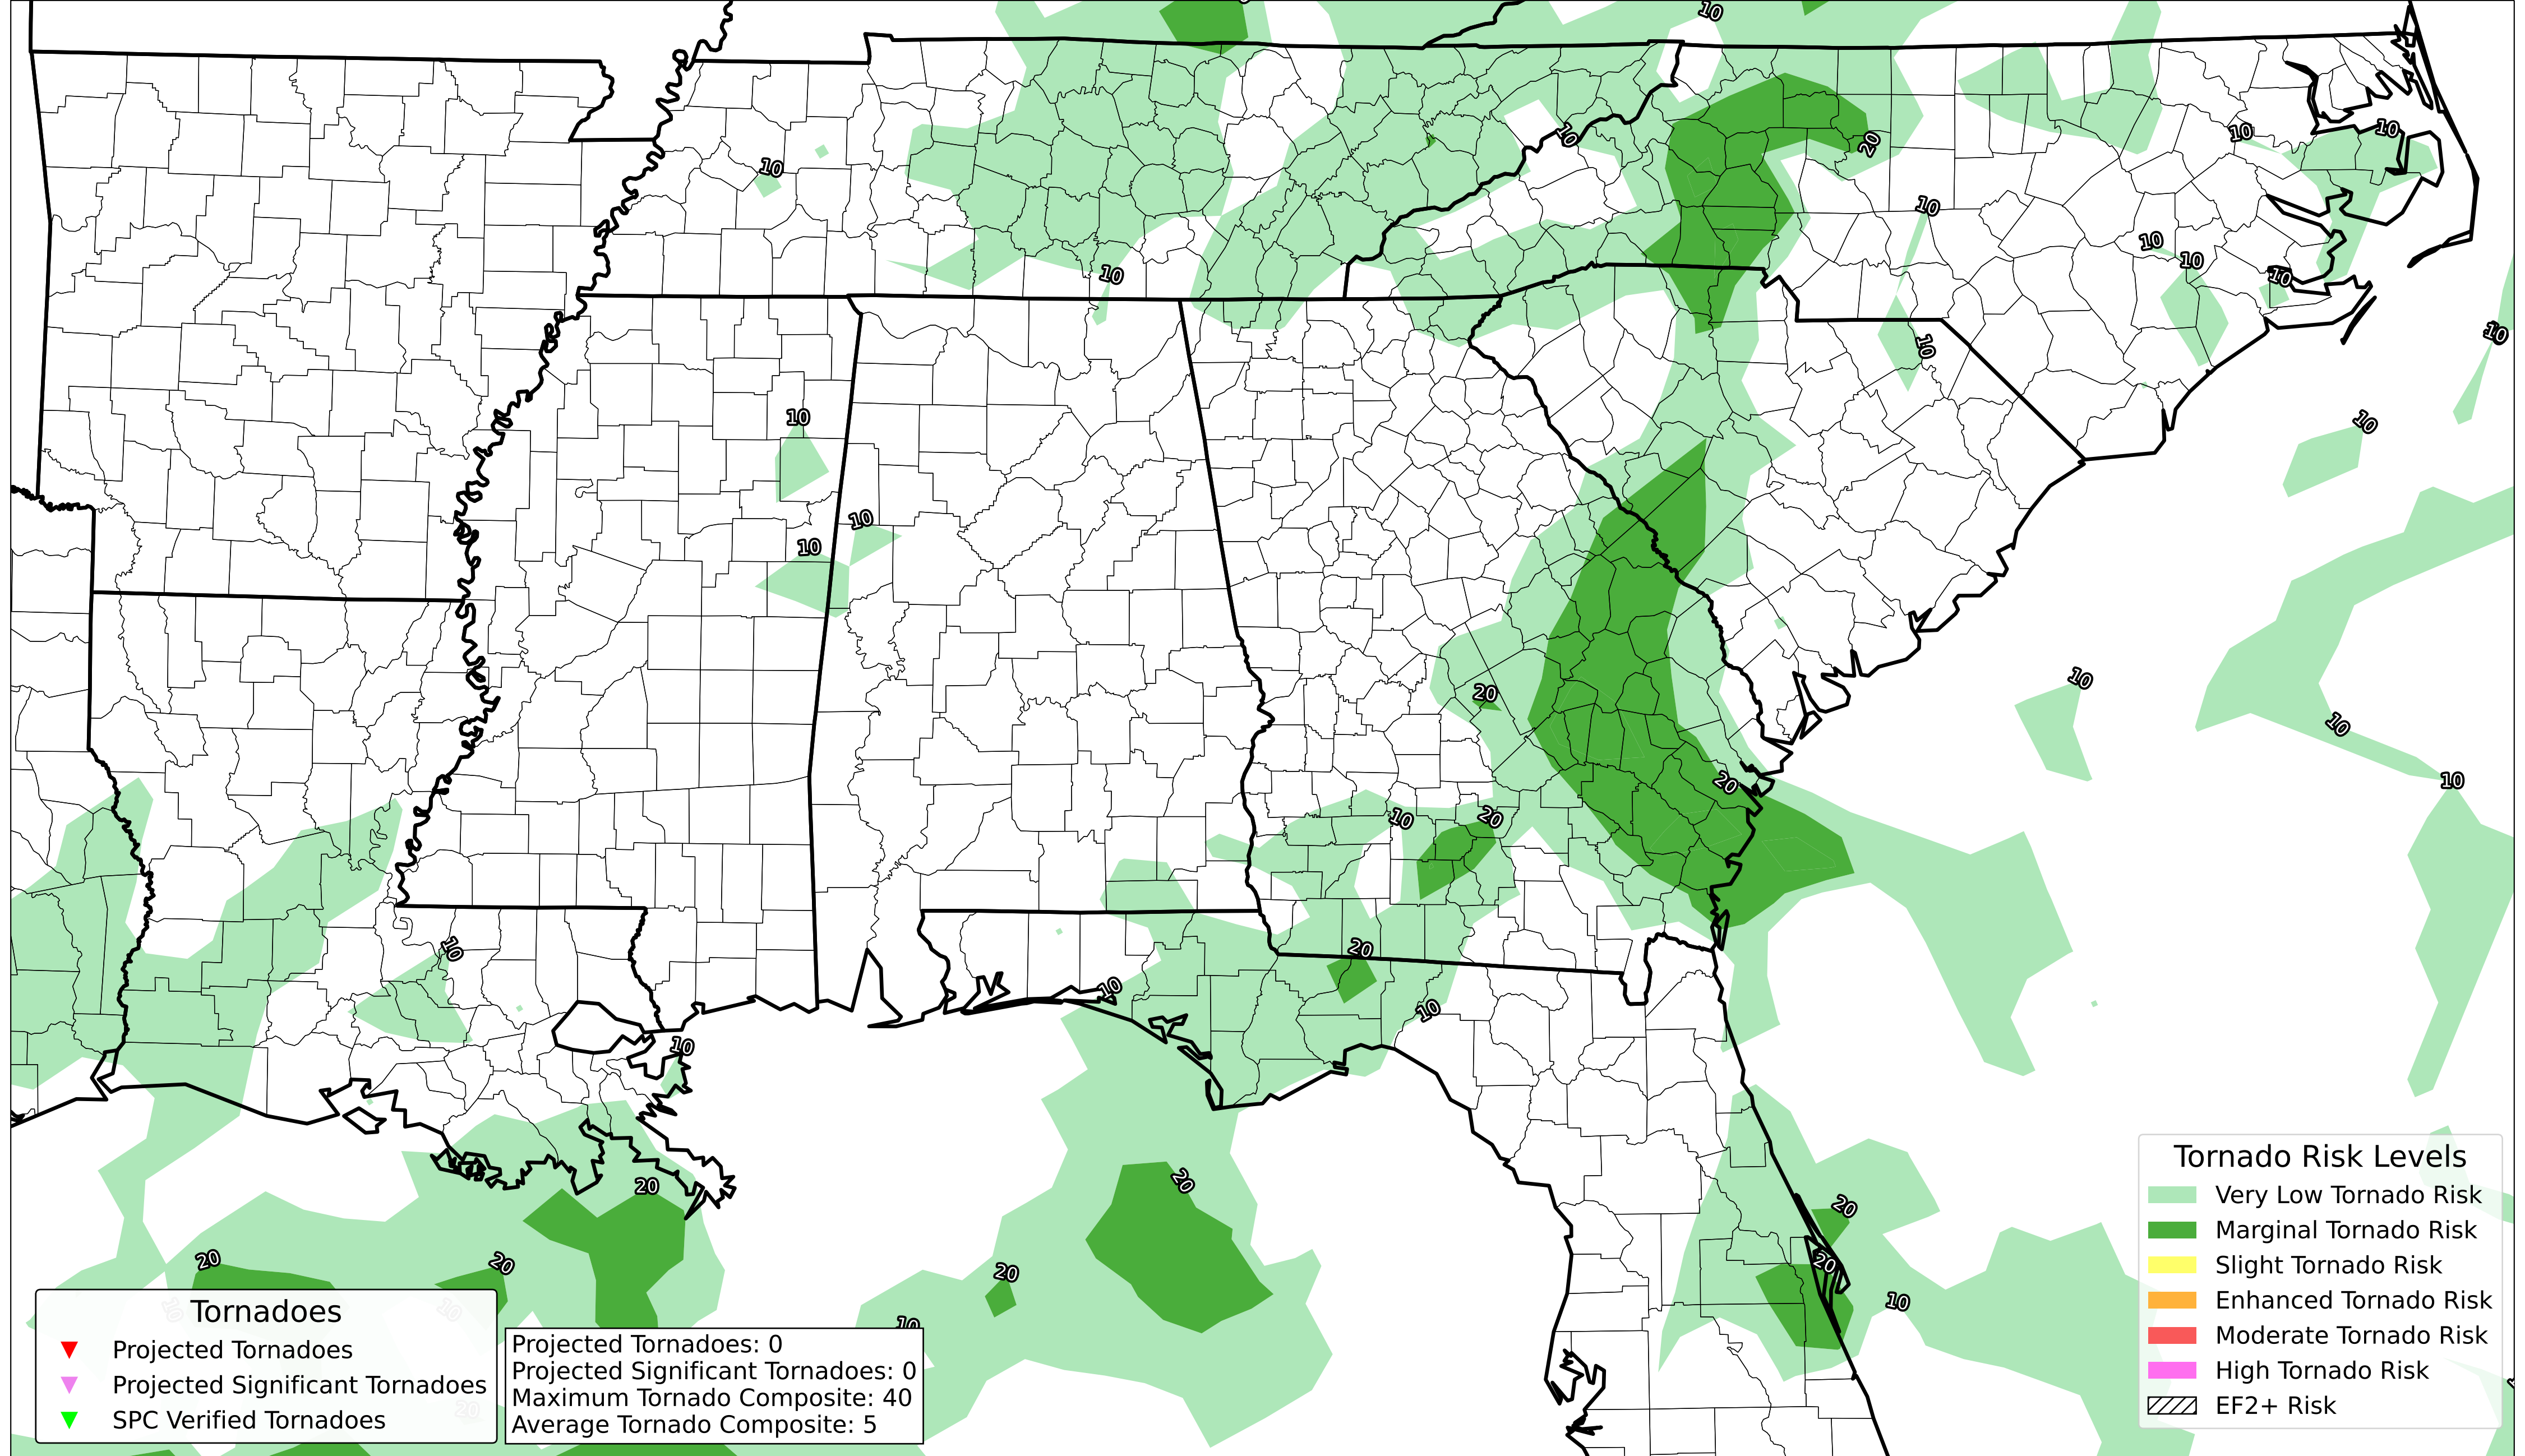 10
10
10
10
20
10
10
10
10
10
10
10
10
10
10
10
10
10
20
10
20
10
10
20
10
20
10
10
10
10
20
20
20
20
20
20
20
10
10
Tornado Risk Levels
Very Low Tornado Risk
Marginal Tornado Risk
Slight Tornado Risk
Enhanced Tornado Risk
Moderate Tornado Risk
High Tornado Risk
EF2+ Risk
Tornadoes
Projected Tornadoes
Projected Significant Tornadoes
SPC Verified Tornadoes
Projected Tornadoes: 0
Projected Significant Tornadoes: 0
Maximum Tornado Composite: 40
Average Tornado Composite: 5